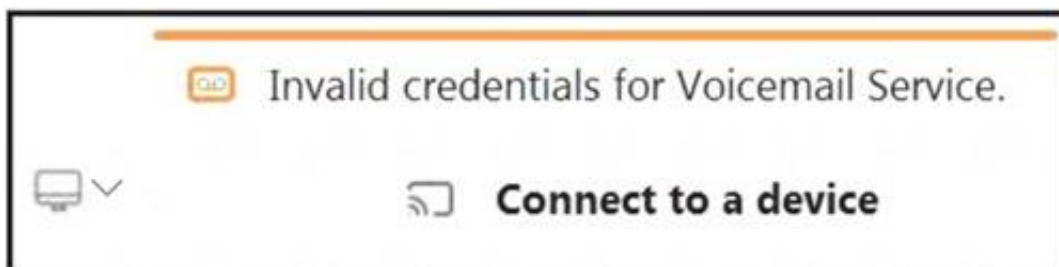 Invalid credentials for Voicemail Service.
Connect to a device